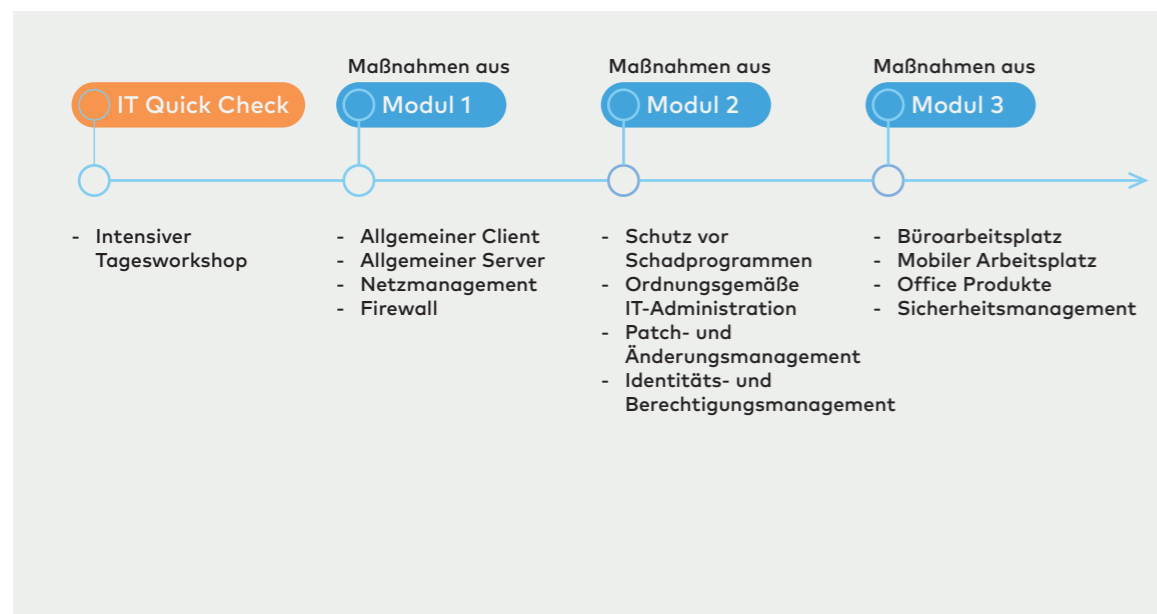 IT Quick Check
- Intensiver
Tagesworkshop
Maßnahmen aus
Modul 1
- Allgemeiner Client
- Allgemeiner Server
- Netzmanagement
- Firewall
Maßnahmen aus
Modul 2
- Schutz vor
Schadprogrammen
- Ordnungsgemäße
IT-Administration
- Patch- und
Änderungsmanagement
- Identitäts- und
Berechtigungsmanagement
Maßnahmen aus
Modul 3
- Büroarbeitsplatz
- Mobiler Arbeitsplatz
- Office Produkte
- Sicherheitsmanagement